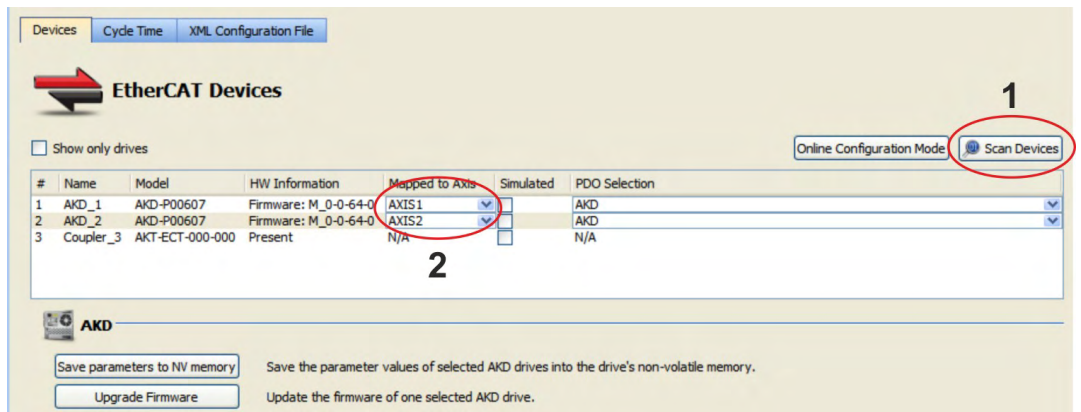 Devices Cycle Time XML Configuration File
EtherCAT Devices
1
Show only drives Online Configuration Mode Scan Devices
# Name Model HW Information Mapped to Axis Simulated PDO Selection
1 AKD_1 AKD-P00607 Firmware: M_0-0-64-0 AXIS1 AKD
2 AKD_2 AKD-P00607 Firmware: M_0-0-64-0 AXIS2 AKD
3 Coupler_3 AKT-ECT-000-000 Present N/A N/A
2
AKD
Save parameters to NV memory Save the parameter values of selected AKD drives into the drive's non-volatile memory.
Upgrade Firmware Update the firmware of one selected AKD drive.